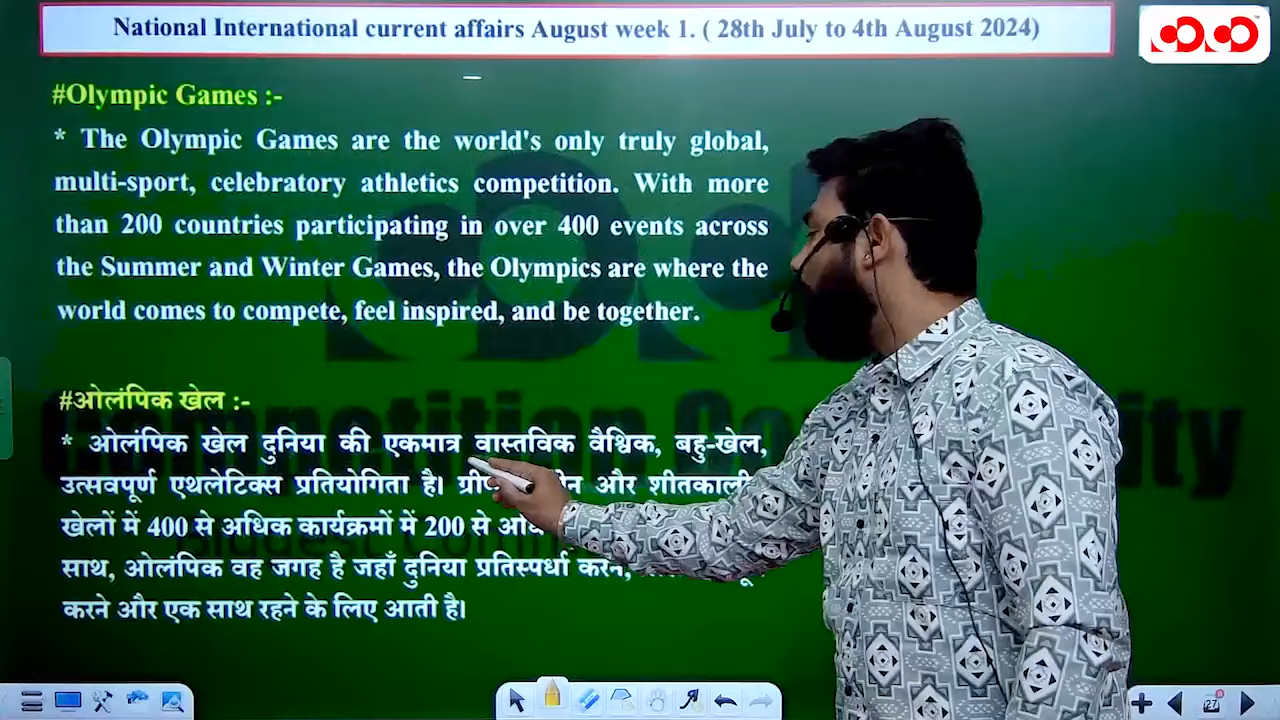 National International current affairs August week 1. ( 28th July to 4th August 2024)
#Olympic Games :-
* The Olympic Games are the world's only truly global,
multi-sport, celebratory athletics competition. With more
than 200 countries participating in over 400 events across
the Summer and Winter Games, the Olympics are where the
world comes to compete, feel inspired, and be together.
#ओलंपिक खेल :-
* ओलंपिक खेल दुनिया की एकमात्र वास्तविक वैश्विक, बहु-खेल,
उत्सवपूर्ण एथलेटिक्स प्रतियोगिता है। और
खेलों में 400 से अधिक कार्यक्रमों में 200 से
साथ, ओलंपिक वह जगह है जहाँ दुनिया प्रतिस्पर्धा करने,
करने और एक साथ रहने के लिए आती है।
27